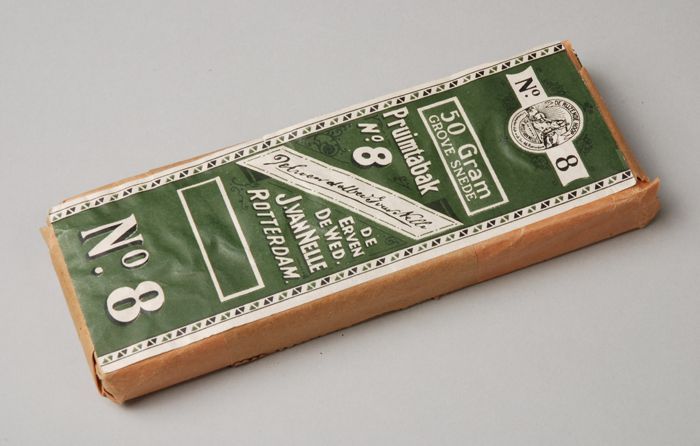 Nº 8
50 Gram
GROVE SNEDE
Pruimtabak
Nº 8
DE
ERVEN
DE WED.
J. VAN NELLE
ROTTERDAM.
Nº. 8